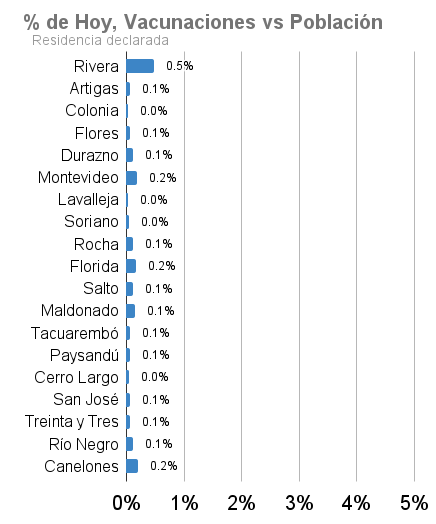 % de Hoy, Vacunaciones vs Población
Residencia declarada
Rivera 0.5%
Artigas 0.1%
Colonia 0.0%
Flores 0.1%
Durazno 0.1%
Montevideo 0.2%
Lavalleja 0.0%
Soriano 0.0%
Rocha 0.1%
Florida 0.2%
Salto 0.1%
Maldonado 0.1%
Tacuarembó 0.1%
Paysandú 0.1%
Cerro Largo 0.0%
San José 0.1%
Treinta y Tres 0.1%
Río Negro 0.1%
Canelones 0.2%
0% 1% 2% 3% 4% 5%